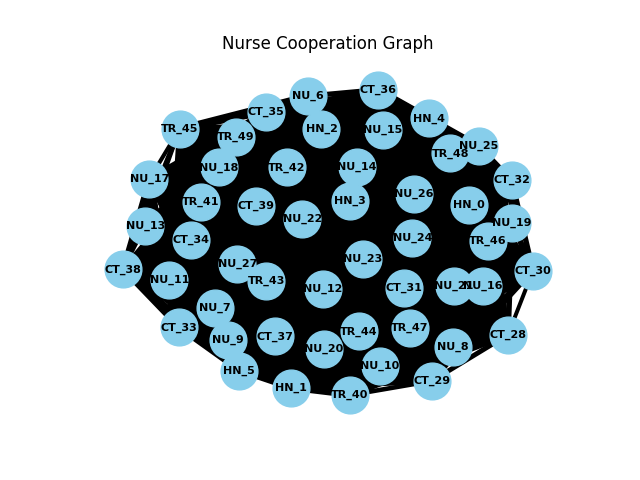 Nurse Cooperation Graph
CT_36
NU_6
CT_35
HN_4
TR_45
HN_2
NU_15
TR_49
NU_25
TR_48
NU_18
TR_42
NU_14
NU_17
CT_32
NU_26
TR_41
CT_39
HN_3
HN_0
NU_22
NU_19
NU_13
CT_34
NU_24
TR_46
NU_23
NU_27
CT_38
CT_30
NU_11
TR_43
NU_12
CT_31
NU_21
NU_16
NU_7
CT_33
TR_44
TR_47
CT_28
NU_9
CT_37
NU_20
NU_8
NU_10
HN_5
CT_29
HN_1
TR_40